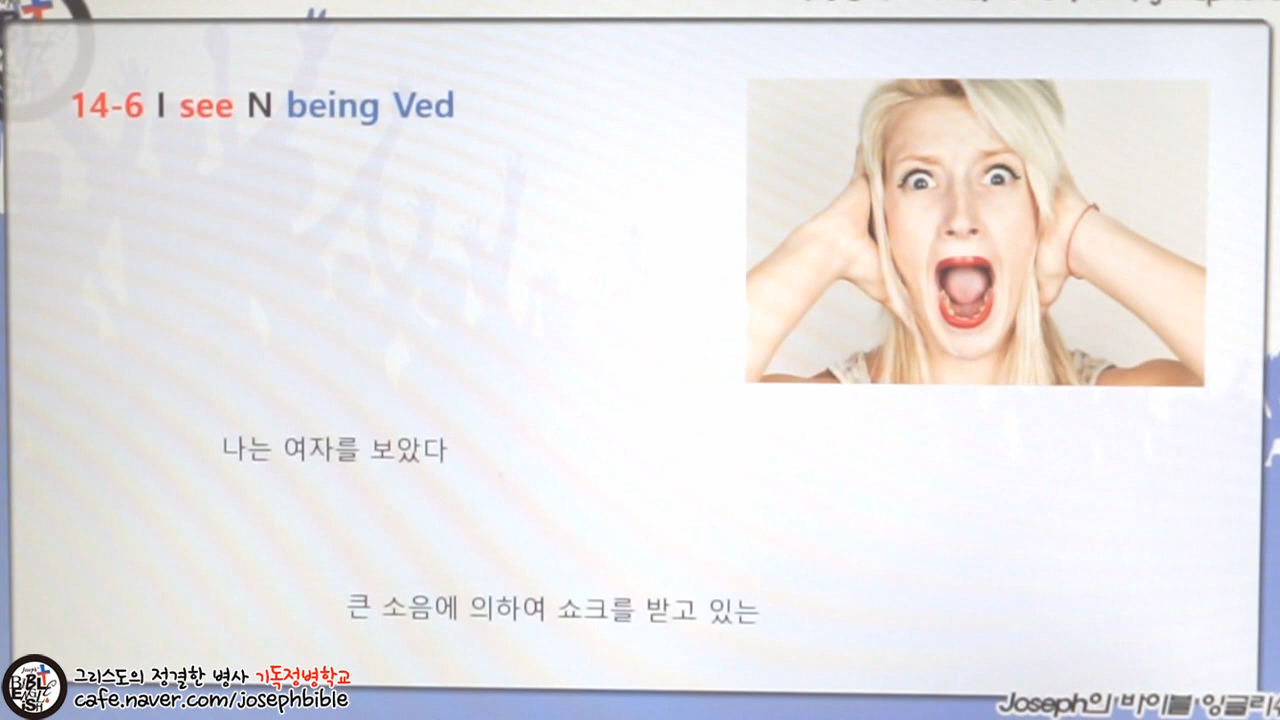 14-6 I see N being Ved
나는 여자를 보았다
큰 소음에 의하여 쇼크를 받고 있는
그리스도의 정결한 병사 기독정병학교
cafe.naver.com/josephbible
Joseph의 바이블 잉글리쉬